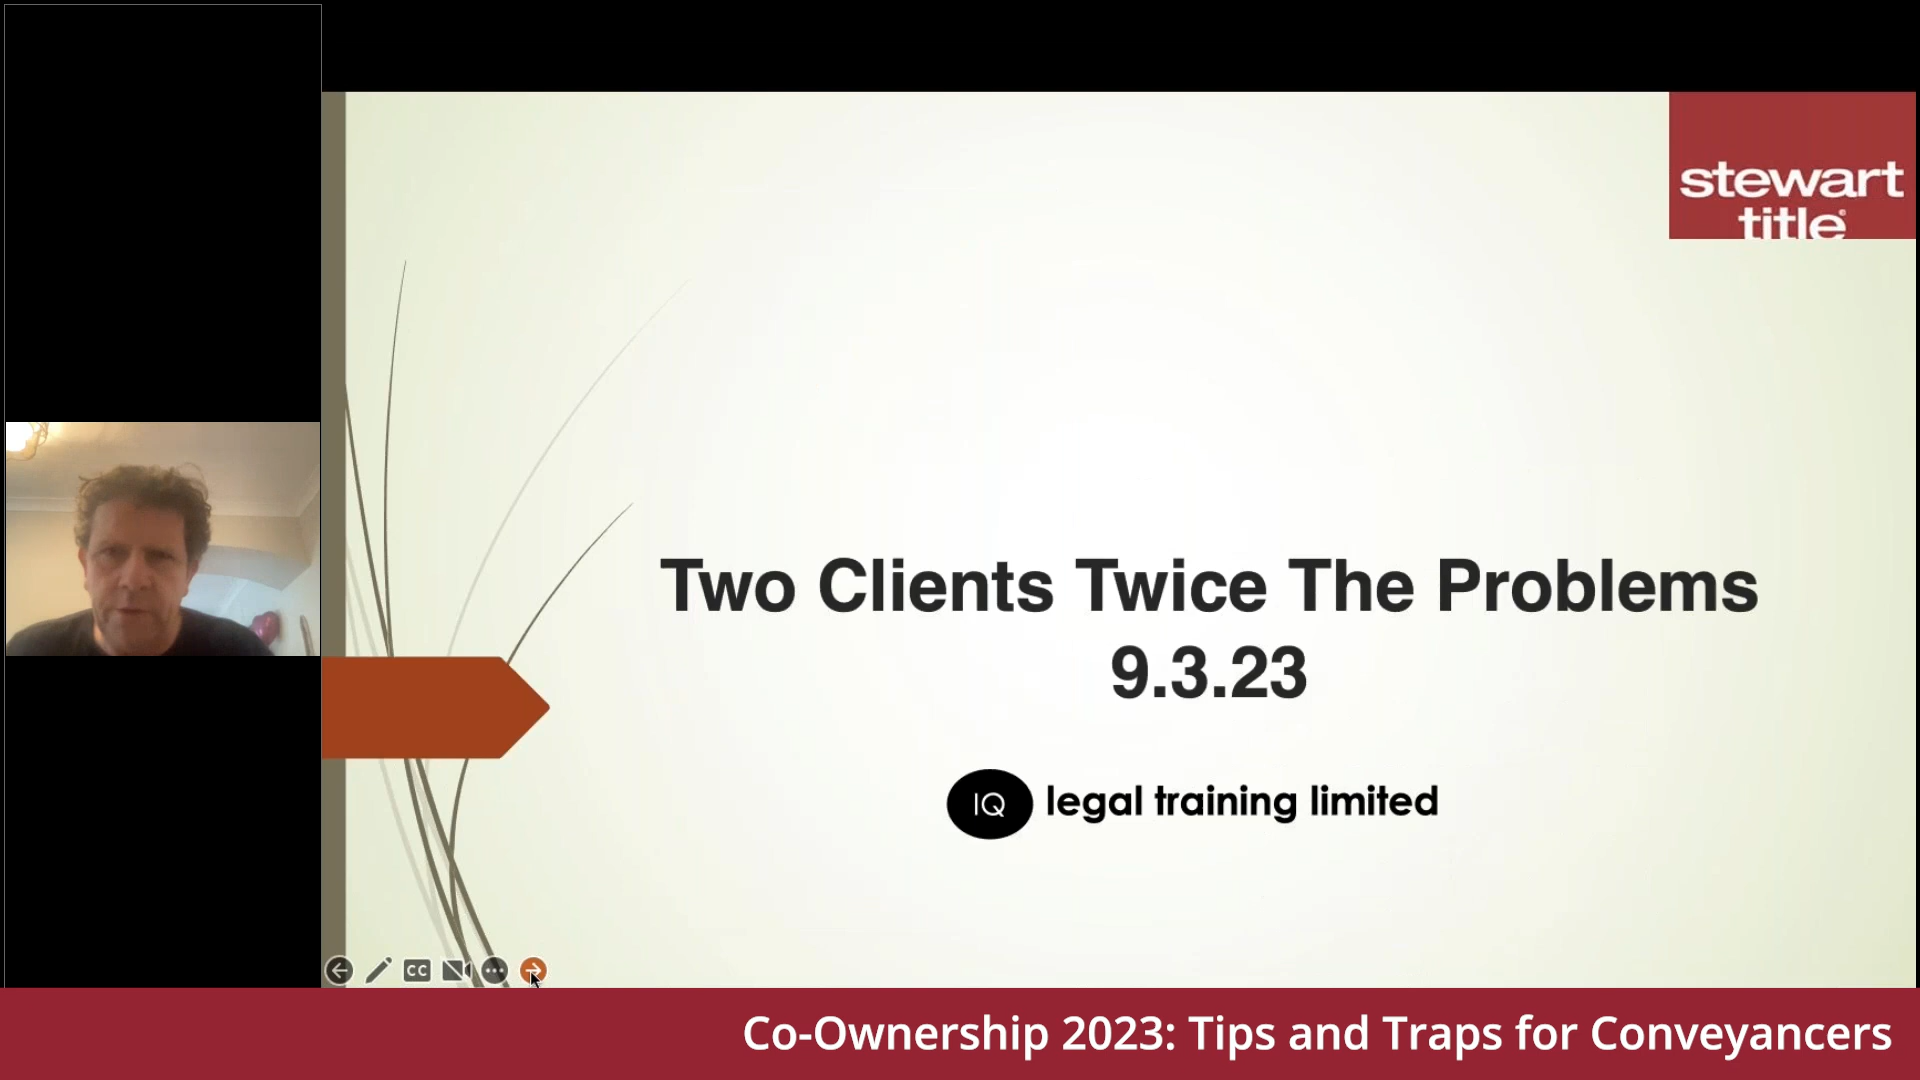 stewart
title
Two Clients Twice The Problems
9.3.23
IQ legal training limited
CC
Co-Ownership 2023: Tips and Traps for Conveyancers